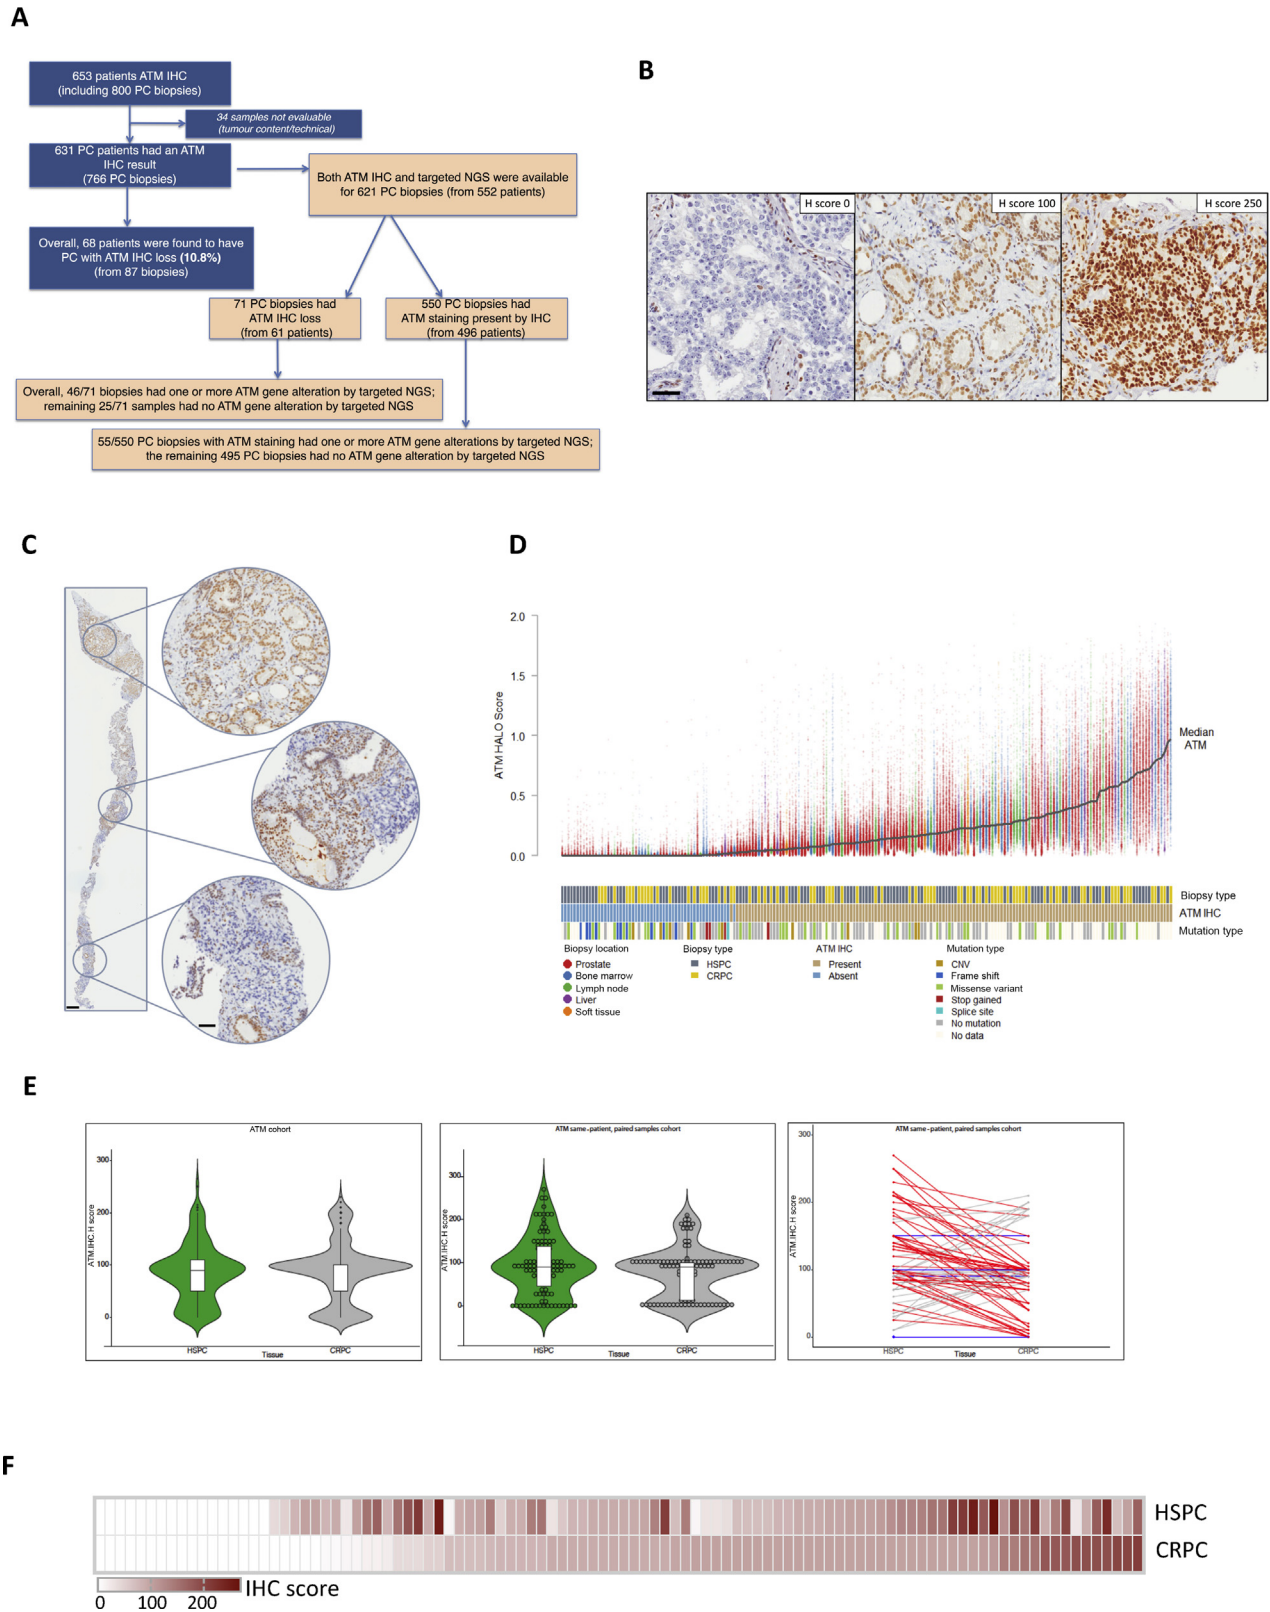 A
653 patients ATM IHC
(including 800 PC biopsies)
34 samples not evaluable
(tumour content/technical)
631 PC patients had an ATM
IHC result
(766 PC biopsies)
Both ATM IHC and targeted NGS were available
for 621 PC biopsies (from 552 patients)
Overall, 68 patients were found to have
PC with ATM IHC loss (10.8%)
(from 87 biopsies)
71 PC biopsies had
ATM IHC loss
(from 61 patients)
550 PC biopsies had
ATM staining present by IHC
(from 496 patients)
Overall, 46/71 biopsies had one or more ATM gene alteration by targeted NGS;
remaining 25/71 samples had no ATM gene alteration by targeted NGS
55/550 PC biopsies with ATM staining had one or more ATM gene alterations by targeted NGS;
the remaining 495 PC biopsies had no ATM gene alteration by targeted NGS
B
H score 0
H score 100
H score 250
C
D
2.0
1.5
1.0
0.5
0.0
ATM HALO Score
Median
ATM
Biopsy type
ATM IHC
Mutation type
Biopsy location
Prostate
Bone marrow
Lymph node
Liver
Soft tissue
Biopsy type
HSPC
CRPC
ATM IHC
Present
Absent
Mutation type
CNV
Frame shift
Missense variant
Stop gained
Splice site
No mutation
No data
E
ATM cohort
300
200
100
0
ATM.IHC.H score
HSPC
CRPC
Tissue
ATM same-patient, paired samples cohort
300
200
100
0
ATM.IHC.H score
HSPC
CRPC
Tissue
ATM same-patient, paired samples cohort
300
200
100
0
ATM.IHC.H score
HSPC
CRPC
Tissue
F
HSPC
CRPC
IHC score
0 100 200